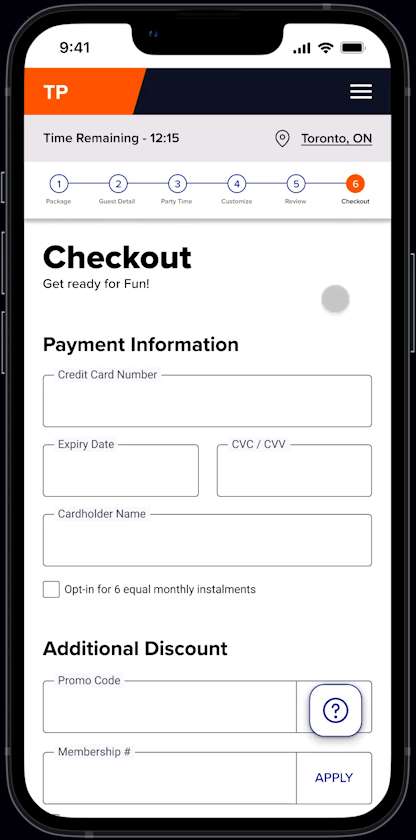 9:41
TP
Time Remaining - 12:15 Toronto, ON
1 2 3 4 5 6
Package Guest Detail Party Time Customize Review Checkout
Checkout
Get ready for Fun!
Payment Information
Credit Card Number
Expiry Date CVC / CVV
Cardholder Name
Opt-in for 6 equal monthly instalments
Additional Discount
Promo Code
?
Membership #
APPLY